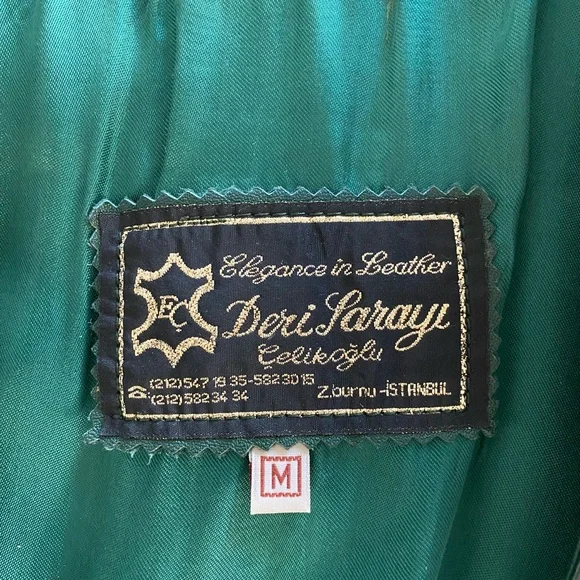 Elegance in Leather
EÇ
Deri Sarayı
Çelikoğlu
(212) 547 19 35-582 30 15
(212) 582 34 34
Z.burnu-İSTANBUL
M